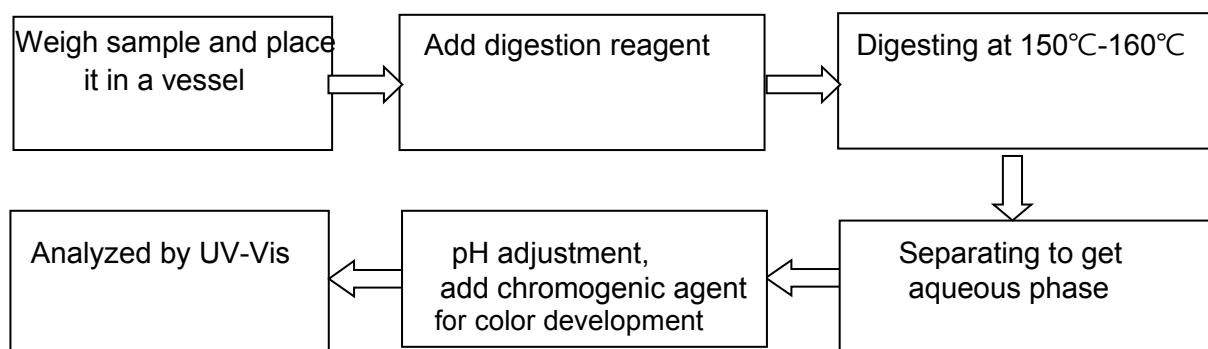 Weigh sample and place
it in a vessel
Add digestion reagent
Digesting at 150℃-160℃
Separating to get
aqueous phase
pH adjustment,
add chromogenic agent
for color development
Analyzed by UV-Vis